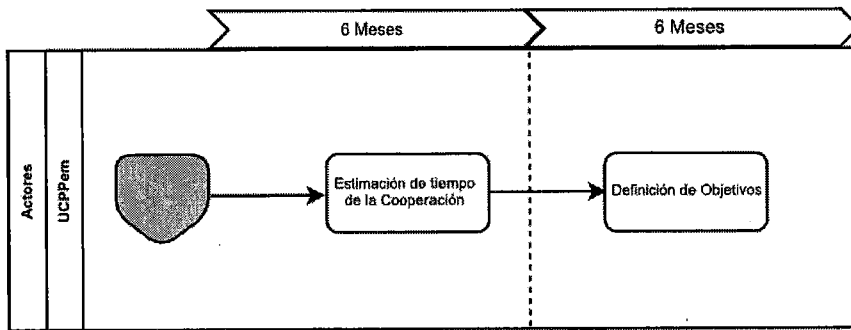 6 Meses
6 Meses
Actores
UCPPem
Estimación de tiempo
de la Cooperación
Definición de Objetivos